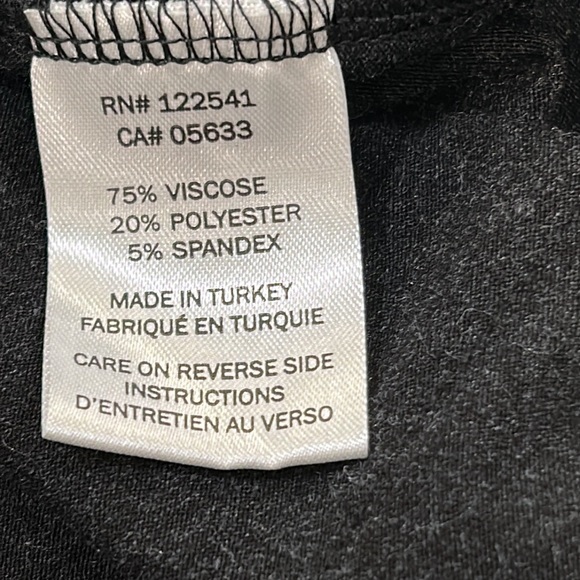 RN# 122541
CA# 05633
75% VISCOSE
20% POLYESTER
5% SPANDEX
MADE IN TURKEY
FABRIQUÉ EN TURQUIE
CARE ON REVERSE SIDE
INSTRUCTIONS
D'ENTRETIEN AU VERSO